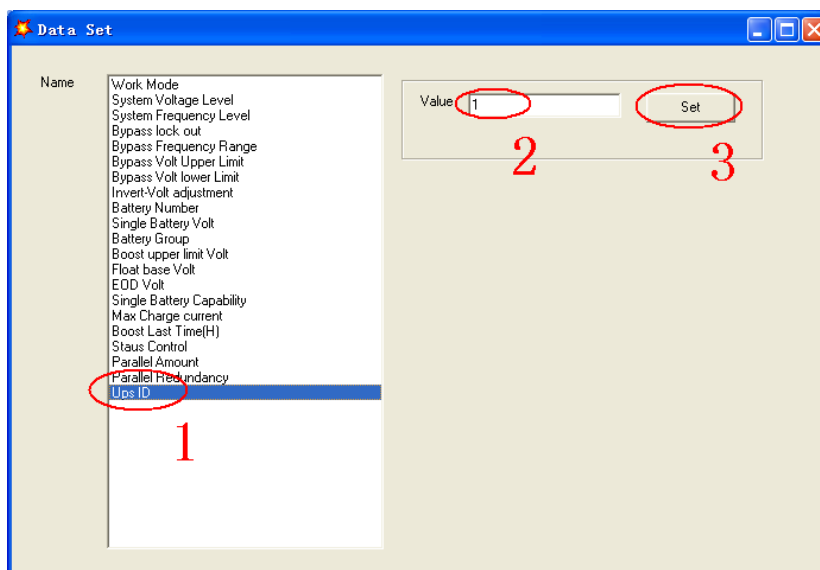 Data Set
Name
Work Mode
System Voltage Level
System Frequency Level
Bypass lock out
Bypass Frequency Range
Bypass Volt Upper Limit
Bypass Volt lower Limit
Invert-Volt adjustment
Battery Number
Single Battery Volt
Battery Group
Boost upper limit Volt
Float base Volt
EOD Volt
Single Battery Capability
Max Charge current
Boost Last Time(H)
Staus Control
Parallel Amount
Parallel Redundancy
Ups ID
1
Value 1 Set
2 3